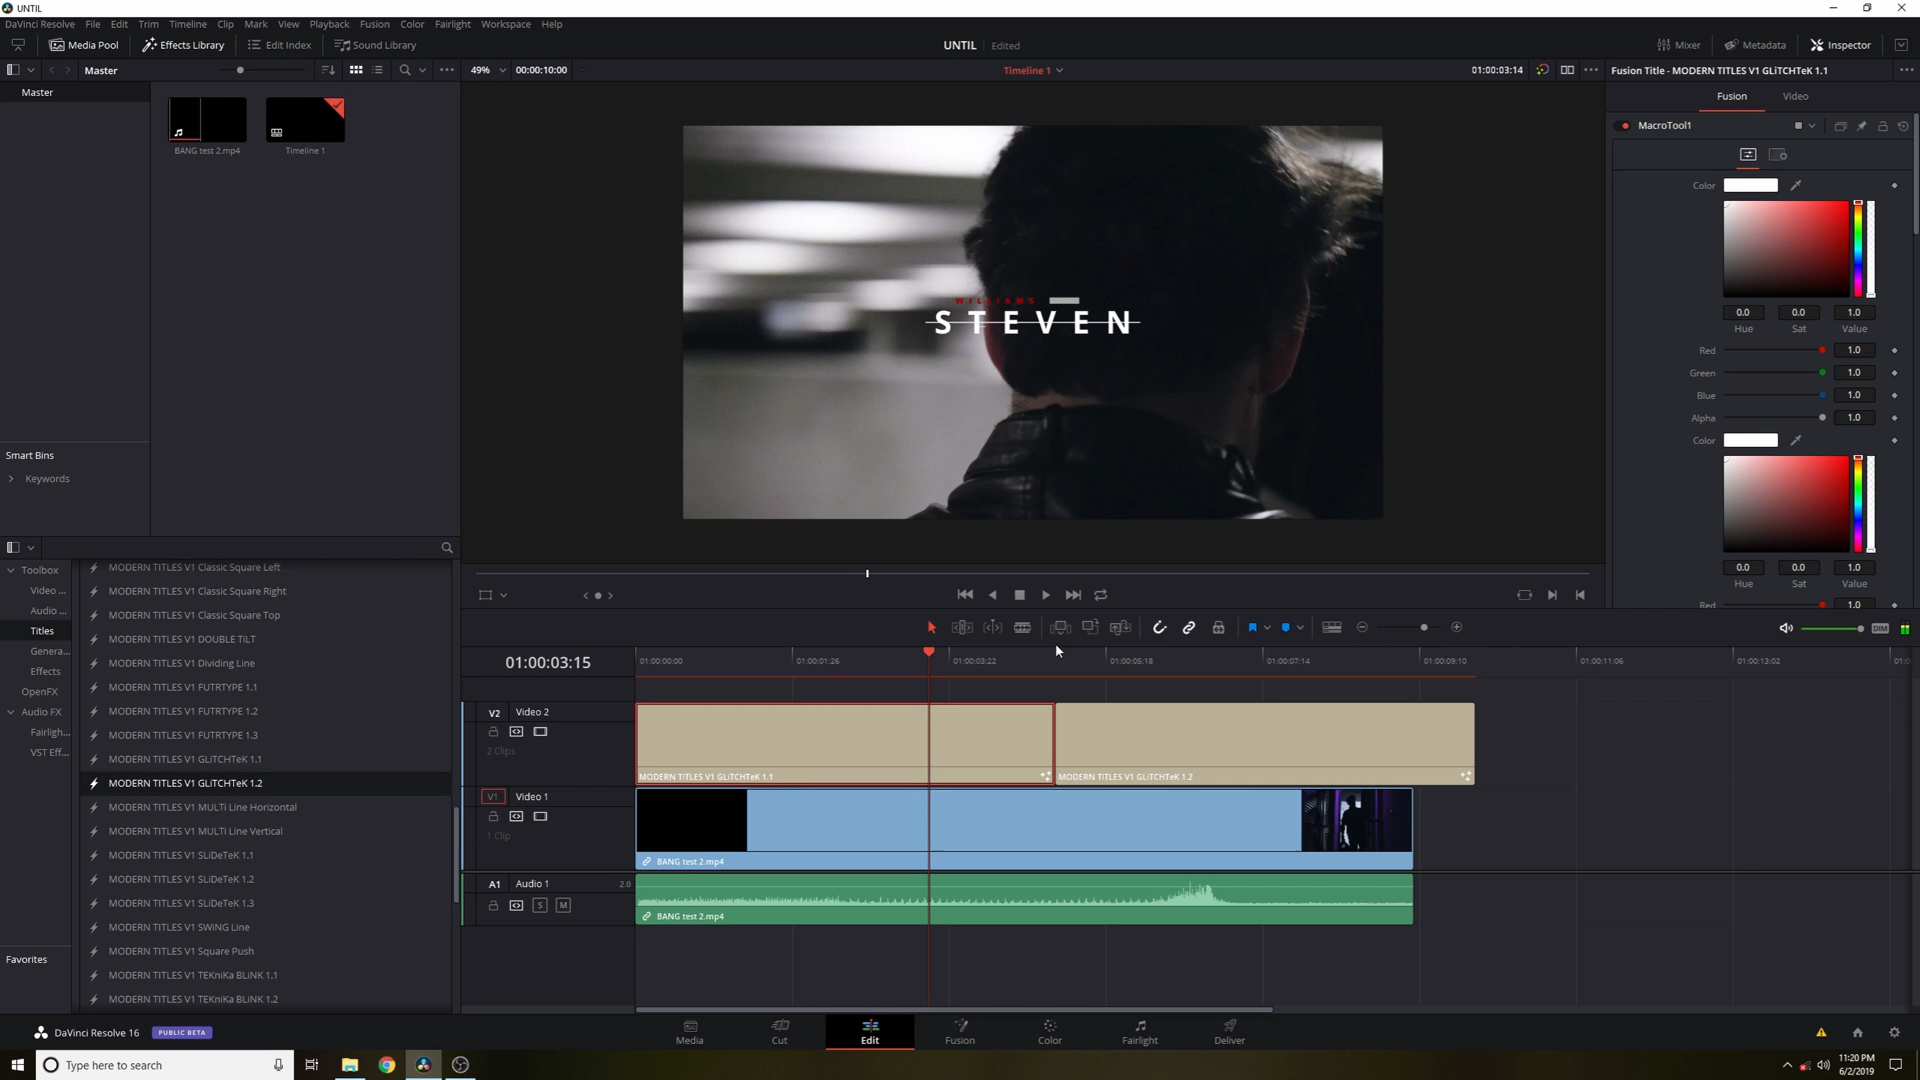 UNTIL
DaVinci Resolve File Edit Trim Timeline Clip Mark View Playback Fusion Color Fairlight Workspace Help
Media Pool Effects Library Edit Index Sound Library UNTIL Edited Mixer Metadata Inspector
Master 49% 00:00:10:00 Timeline 1 01:00:03:14 Fusion Title - MODERN TITLES V1 GLiTCHTeK 1.1
Master
Fusion Video
MacroTool1
BANG test 2.mp4 Timeline 1
Color
0.0 0.0 1.0
Hue Sat Value
WILLIAMS
STEVEN
Red 1.0
Green 1.0
Blue 1.0
Alpha 1.0
Color
Smart Bins
Keywords
0.0 0.0 1.0
Hue Sat Value
Red 1.0
Toolbox
Video ...
Audio ...
Titles
Genera...
Effects
OpenFX
Audio FX
Fairligh...
VST Eff...
Favorites
MODERN TITLES V1 Classic Square Left
MODERN TITLES V1 Classic Square Right
MODERN TITLES V1 Classic Square Top
MODERN TITLES V1 DOUBLE TiLT
MODERN TITLES V1 Dividing Line
MODERN TITLES V1 FUTRTYPE 1.1
MODERN TITLES V1 FUTRTYPE 1.2
MODERN TITLES V1 FUTRTYPE 1.3
MODERN TITLES V1 GLiTCHTeK 1.1
MODERN TITLES V1 GLiTCHTeK 1.2
MODERN TITLES V1 MULTi Line Horizontal
MODERN TITLES V1 MULTi Line Vertical
MODERN TITLES V1 SLiDeTeK 1.1
MODERN TITLES V1 SLiDeTeK 1.2
MODERN TITLES V1 SLiDeTeK 1.3
MODERN TITLES V1 SWiNG Line
MODERN TITLES V1 Square Push
MODERN TITLES V1 TEKniKa BLiNK 1.1
MODERN TITLES V1 TEKniKa BLiNK 1.2
DIM
01:00:03:15 01:00:00:00 01:00:01:26 01:00:03:22 01:00:05:18 01:00:07:14 01:00:09:10 01:00:11:06 01:00:13:02
V2 Video 2
2 Clips
MODERN TITLES V1 GLiTCHTeK 1.1 MODERN TITLES V1 GLiTCHTeK 1.2
V1 Video 1
1 Clip
BANG test 2.mp4
A1 Audio 1 2.0
S M
BANG test 2.mp4
DaVinci Resolve 16 PUBLIC BETA
Media Cut Edit Fusion Color Fairlight Deliver
Type here to search
11:20 PM
6/2/2019